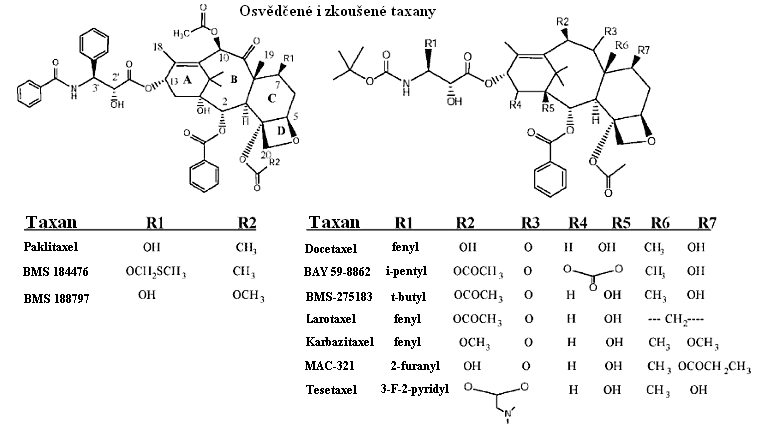 Osvědčené i zkoušené taxany
Taxan R1 R2
Paklitaxel OH CH3
BMS 184476 OCH2SCH3 CH3
BMS 188797 OH OCH3
Taxan R1 R2 R3 R4 R5 R6 R7
Docetaxel fenyl OH O H OH CH3 OH
BAY 59-8862 i-pentyl OCOCH3 O O O O CH3 OH
BMS-275183 t-butyl OCOCH3 O H OH CH3 OH
Larotaxel fenyl OCOCH3 O H OH --- CH2----
Karbazitaxel fenyl OCH3 O H OH CH3 OCH3
MAC-321 2-furanyl OH O H OH CH3 OCOCH2CH3
Tesetaxel 3-F-2-pyridyl O O H OH CH3 OH
N